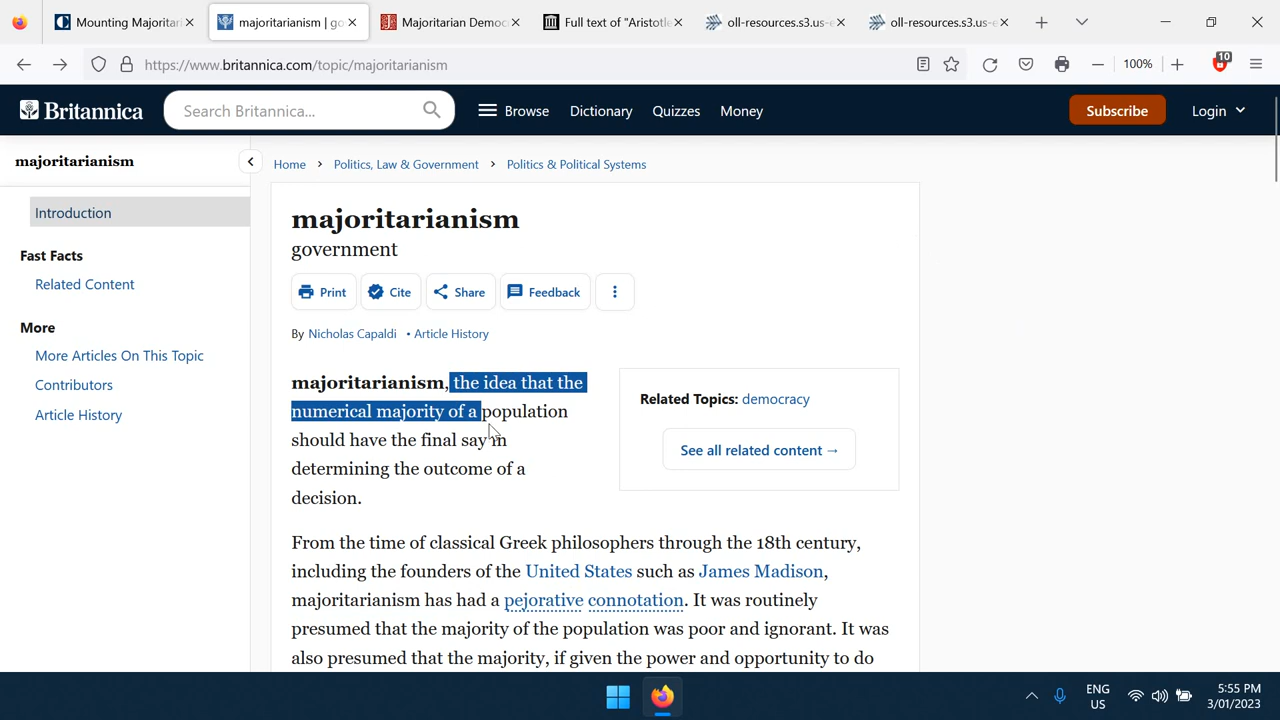 Mounting Majoritari
majoritarianism | go
Majoritarian Democ
Full text of "Aristotle
oll-resources.s3.us-e
oll-resources.s3.us-e
https://www.britannica.com/topic/majoritarianism
100%
10
Britannica
Search Britannica...
Browse
Dictionary
Quizzes
Money
Subscribe
Login
majoritarianism
Introduction
Fast Facts
Related Content
More
More Articles On This Topic
Contributors
Article History
Home > Politics, Law & Government > Politics & Political Systems
majoritarianism
government
Print
Cite
Share
Feedback
By Nicholas Capaldi • Article History
majoritarianism, the idea that the
numerical majority of a population
should have the final say in
determining the outcome of a
decision.
Related Topics: democracy
See all related content →
From the time of classical Greek philosophers through the 18th century,
including the founders of the United States such as James Madison,
majoritarianism has had a pejorative connotation. It was routinely
presumed that the majority of the population was poor and ignorant. It was
also presumed that the majority, if given the power and opportunity to do
ENG
US
5:55 PM
3/01/2023